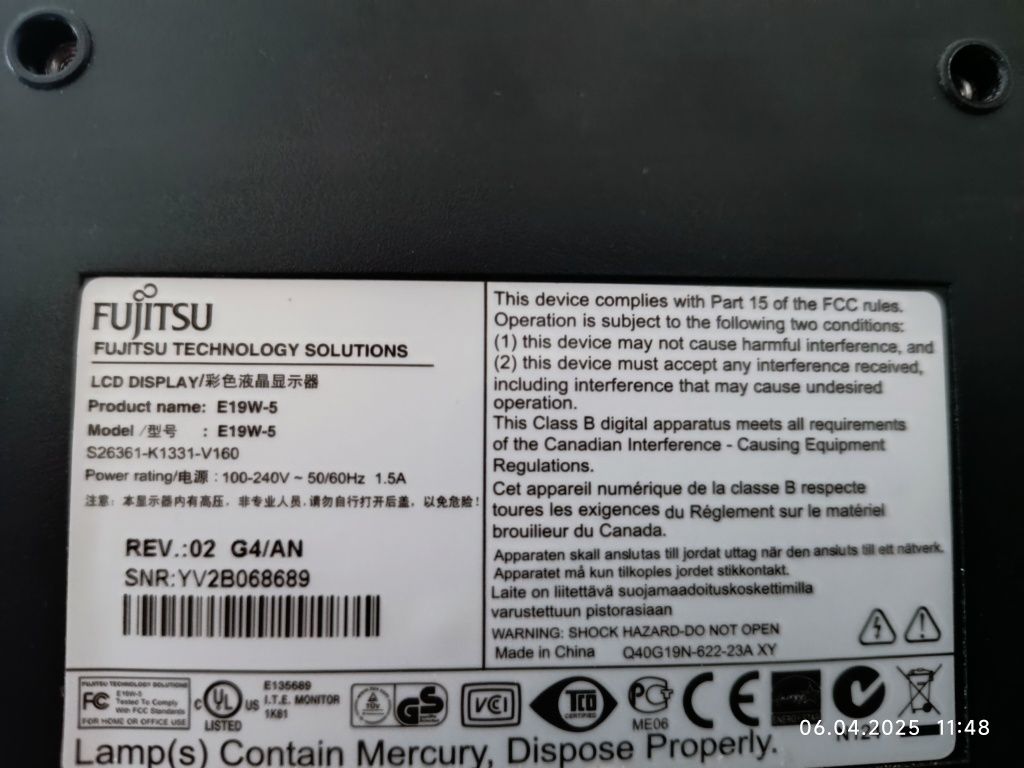 FUJITSU
FUJITSU TECHNOLOGY SOLUTIONS
LCD DISPLAY/彩色液晶显示器
Product name: E19W-5
Model /型号 : E19W-5
S26361-K1331-V160
Power rating/电源 : 100-240V ~ 50/60Hz 1.5A
注意: 本显示器内有高压, 非专业人员,请勿自行打开后盖, 以免危险!
REV.:02 G4/AN
SNR:YV2B068689
This device complies with Part 15 of the FCC rules.
Operation is subject to the following two conditions:
(1) this device may not cause harmful interference, and
(2) this device must accept any interference received,
including interference that may cause undesired
operation.
This Class B digital apparatus meets all requirements
of the Canadian Interference - Causing Equipment
Regulations.
Cet appareil numérique de la classe B respecte
toures les exigences du Règlement sur le matériel
brouilieur du Canada.
Apparaten skall anslutas till jordat uttag när den ansluts till ett nätverk.
Apparatet må kun tilkoples jordet stikkontakt.
Laite on liitettävä suojamaadoituskoskettimilla
varustettuun pistorasiaan
WARNING: SHOCK HAZARD-DO NOT OPEN
Made in China Q40G19N-622-23A XY
FUJITSU TECHNOLOGY SOLUTIONS
FC E19W-5
Tested To Comply
With FCC Standards
FOR HOME OR OFFICE USE
C UL US
LISTED
E135689
I.T.E. MONITOR
1K81
TÜV GS
VCCI
TCO
CERTIFIED
ME06
CE
N124
Lamp(s) Contain Mercury, Dispose Properly.
06.04.2025 11:48